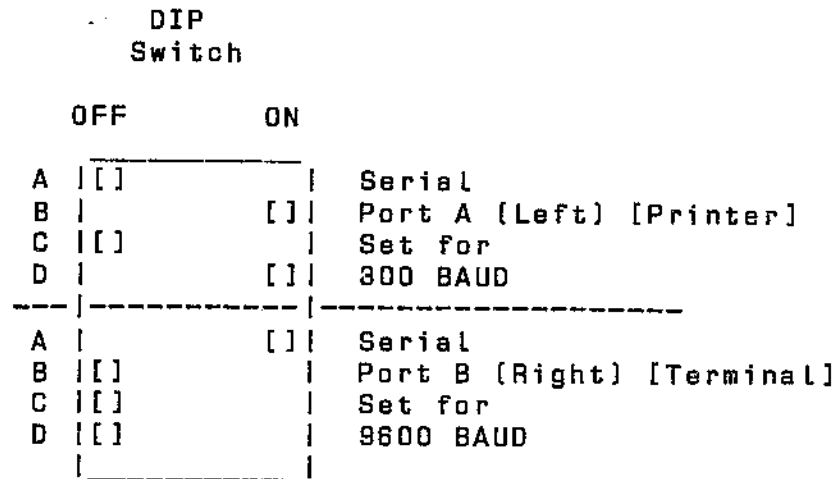 DIP
Switch
OFF ON
A |[] | Serial
B | []| Port A (Left) [Printer]
C |[] | Set for
D | []| 300 BAUD
---|------------|--------------------
A | []| Serial
B |[] | Port B (Right) [Terminal]
C |[] | Set for
D |[] | 9600 BAUD